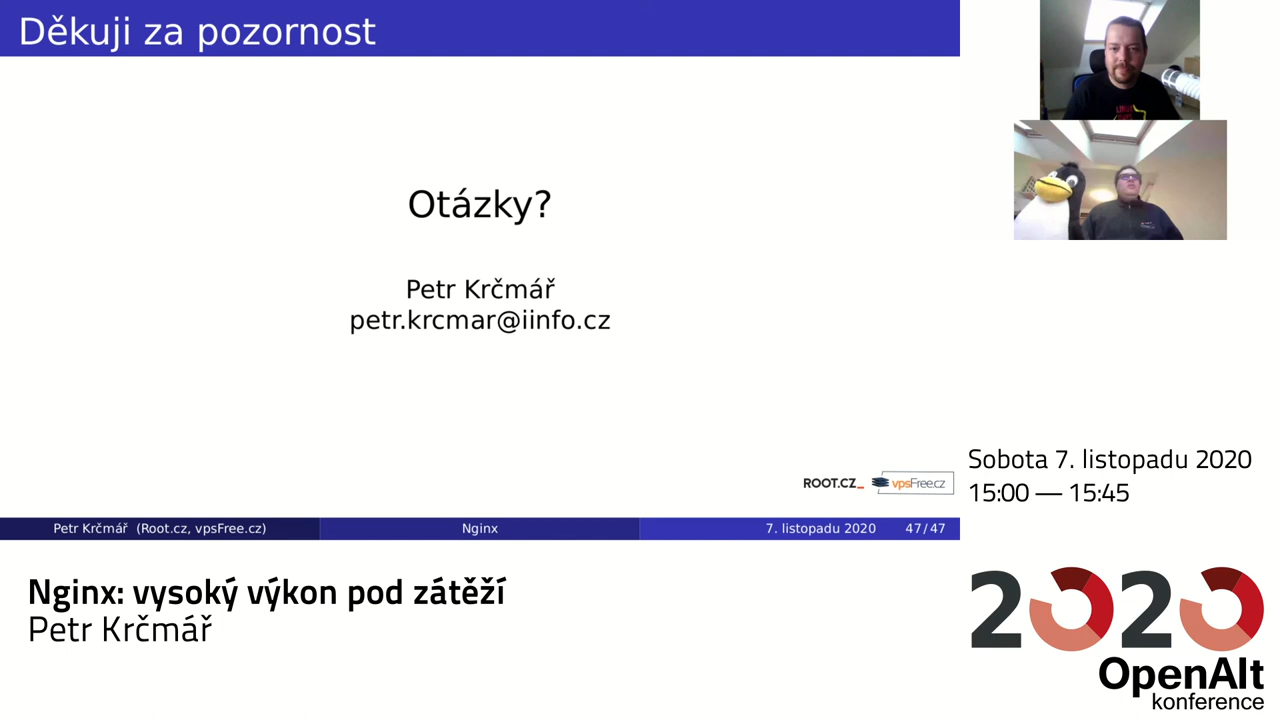 Děkuji za pozornost
Otázky?
Petr Krčmář
petr.krcmar@iinfo.cz
ROOT.CZ_
vpsFree.cz
Petr Krčmář (Root.cz, vpsFree.cz)
Nginx
7. listopadu 2020
47/47
Sobota 7. listopadu 2020
15:00 — 15:45
Nginx: vysoký výkon pod zátěží
Petr Krčmář
2020
OpenAlt
konference